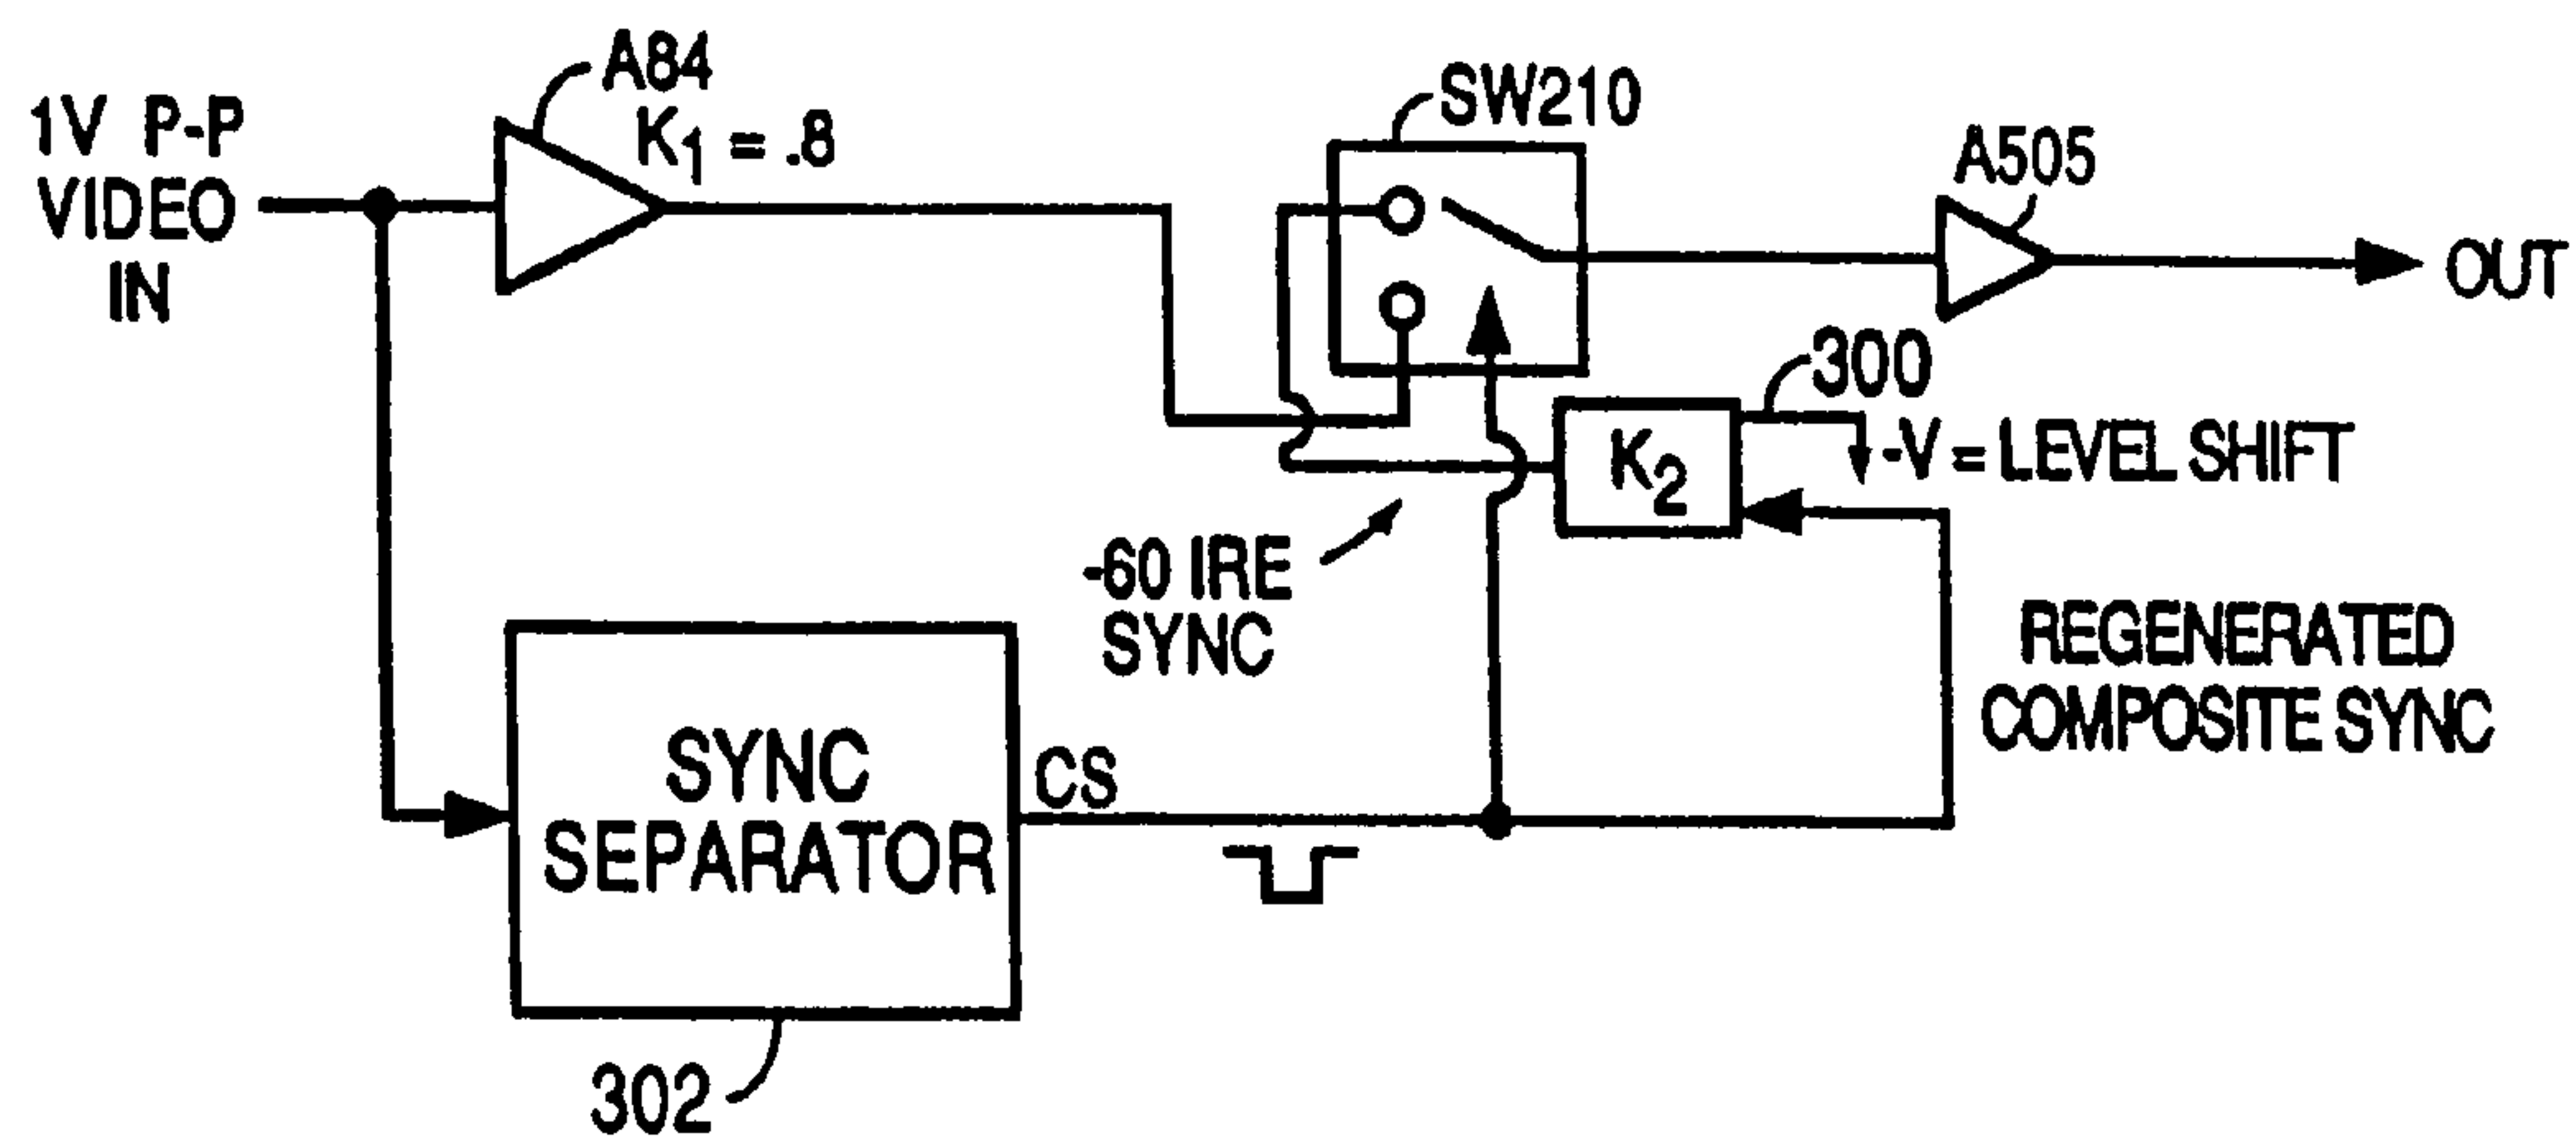 1V P-P
VIDEO
IN
A84
K1 = .8
SW210
A505
OUT
300
K2
-V = LEVEL SHIFT
-60 IRE
SYNC
REGENERATED
COMPOSITE SYNC
SYNC
SEPARATOR
CS
302